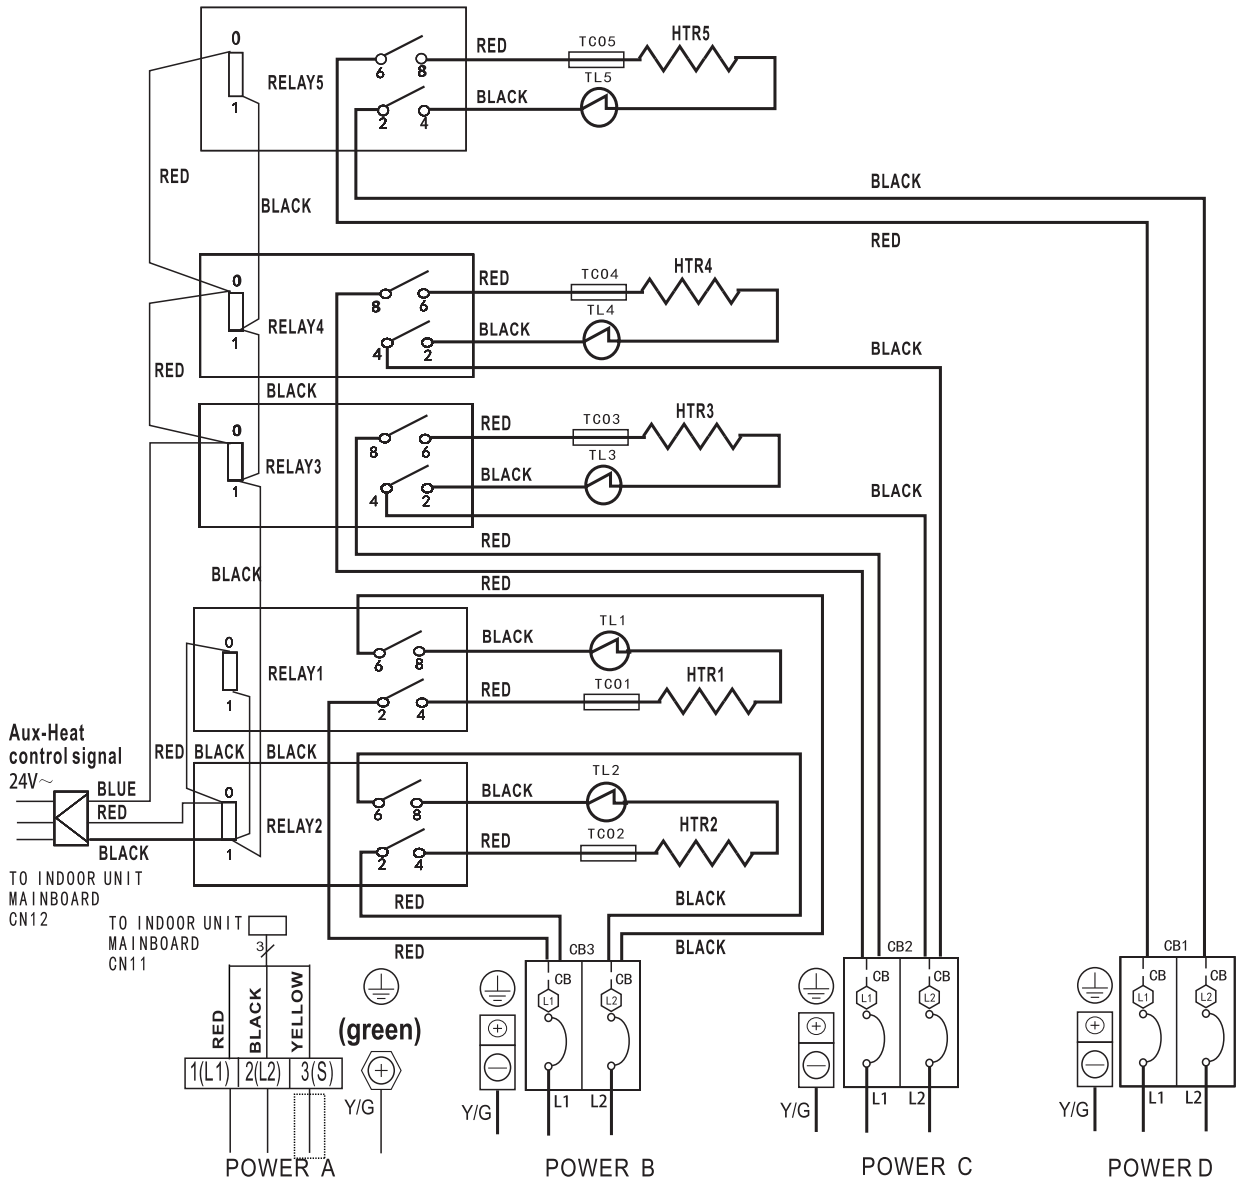 0
RELAY5
1
6
8
2
4
RED
TCO5
HTR5
BLACK
TL5
RED
BLACK
BLACK
RED
0
RELAY4
1
8
6
4
2
RED
TCO4
HTR4
BLACK
TL4
BLACK
RED
BLACK
0
RELAY3
1
8
6
4
2
RED
TCO3
HTR3
BLACK
TL3
BLACK
RED
BLACK
RED
0
RELAY1
1
6
8
2
4
BLACK
TL1
RED
TCO1
HTR1
Aux-Heat
control signal
24V~
RED BLACK BLACK
BLUE
RED
BLACK
0
RELAY2
1
6
8
2
4
BLACK
TL2
RED
TCO2
HTR2
TO INDOOR UNIT
MAINBOARD
CN12
TO INDOOR UNIT
MAINBOARD
CN11
3
RED
BLACK
RED
BLACK
RED
BLACK
YELLOW
1(L1) 2(L2) 3(S)
POWER A
(green)
Y/G
CB3
CB
L1
L2
Y/G
L1 L2
POWER B
CB2
CB CB
L1
L2
Y/G
L1 L2
POWER C
CB1
CB CB
L1
L2
Y/G
L1 L2
POWER D
CB